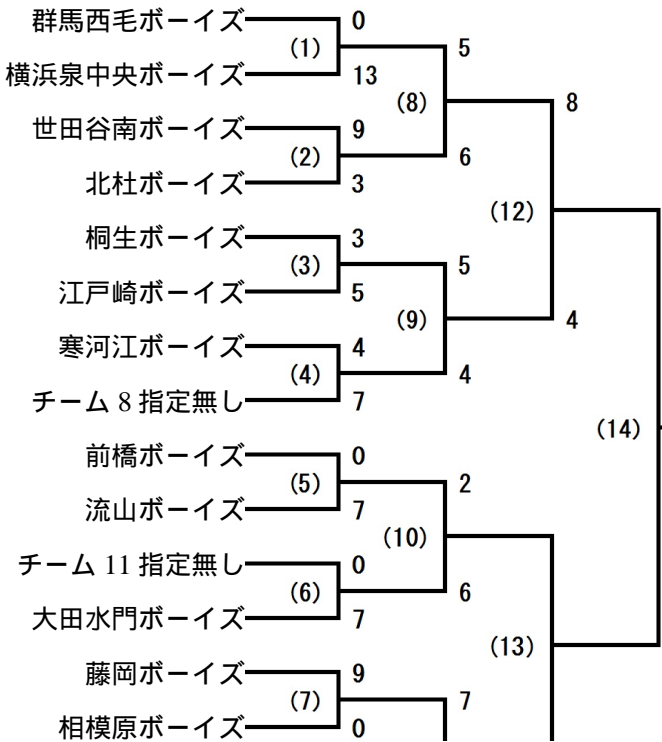 群馬西毛ボーイズ 0
(1) 5
横浜泉中央ボーイズ 13
(8) 8
世田谷南ボーイズ 9
(2) 6
北杜ボーイズ 3
(12)
桐生ボーイズ 3
(3) 5
江戸崎ボーイズ 5
(9) 4
寒河江ボーイズ 4
(4) 4
チーム 8 指定無し 7
(14)
前橋ボーイズ 0
(5) 2
流山ボーイズ 7
(10)
チーム 11 指定無し 0
(6) 6
大田水門ボーイズ 7
(13)
藤岡ボーイズ 9
(7) 7
相模原ボーイズ 0